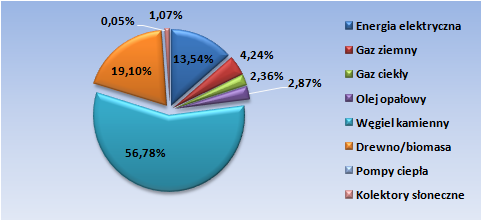 0,05%
1,07%
13,54%
4,24%
2,36%
2,87%
19,10%
56,78%
Energia elektryczna
Gaz ziemny
Gaz ciekły
Olej opałowy
Węgiel kamienny
Drewno/biomasa
Pompy ciepła
Kolektory słoneczne